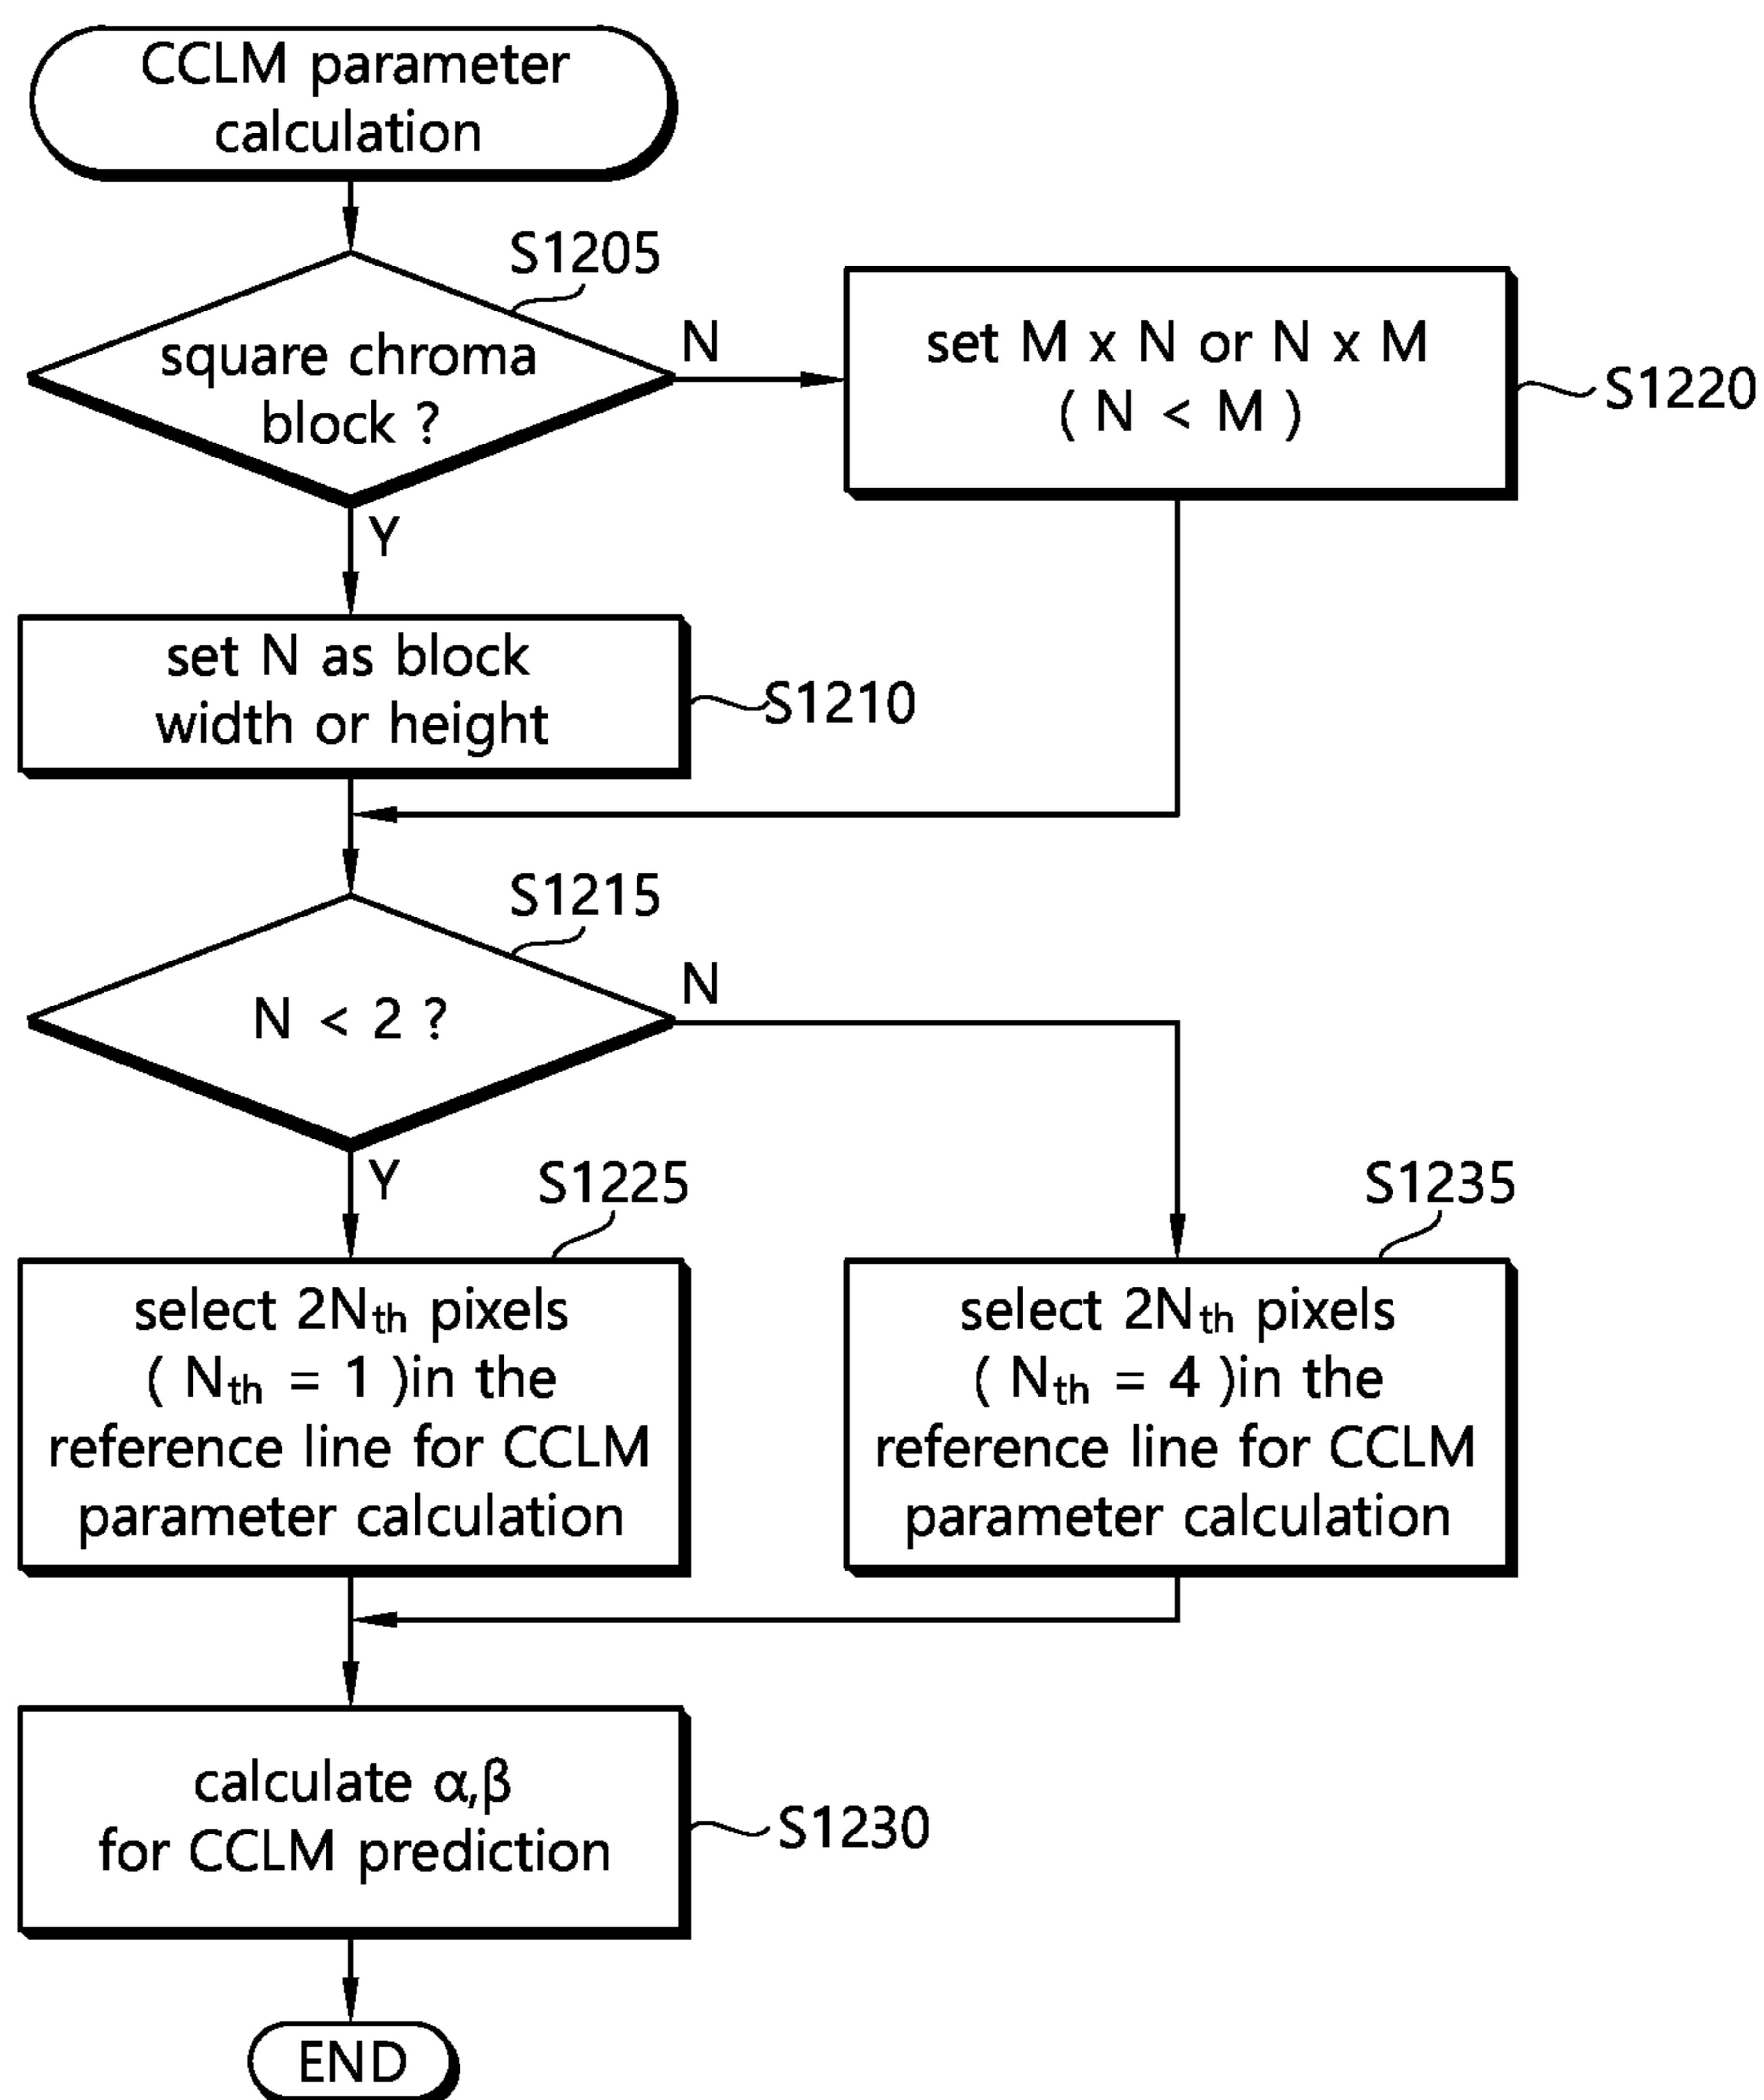 CCLM parameter
calculation
S1205
square chroma
block ?
N
set M x N or N x M
( N < M )
S1220
Y
set N as block
width or height
S1210
S1215
N < 2 ?
N
Y
S1225
select 2Nth pixels
( Nth = 1 )in the
reference line for CCLM
parameter calculation
S1235
select 2Nth pixels
( Nth = 4 )in the
reference line for CCLM
parameter calculation
calculate α,β
for CCLM prediction
S1230
END